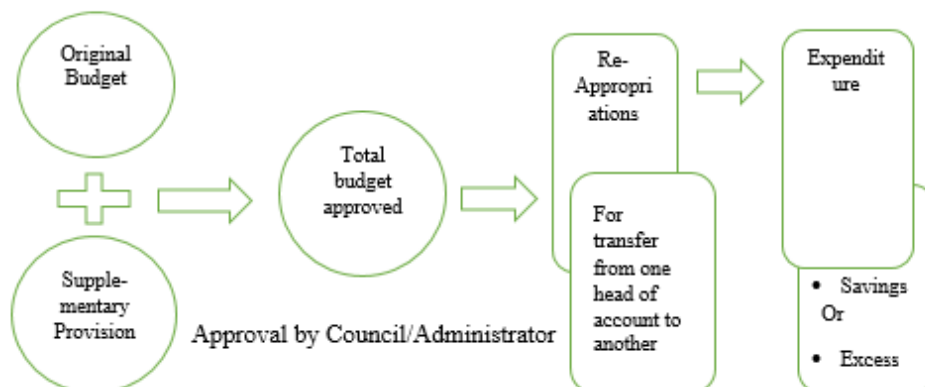 Original
Budget
Supple-
mentary
Provision
Total
budget
approved
Approval by Council/Administrator
Re-
Appropri
ations
For
transfer
from one
head of
account to
another
Expendit
ure
• Savings
Or
• Excess